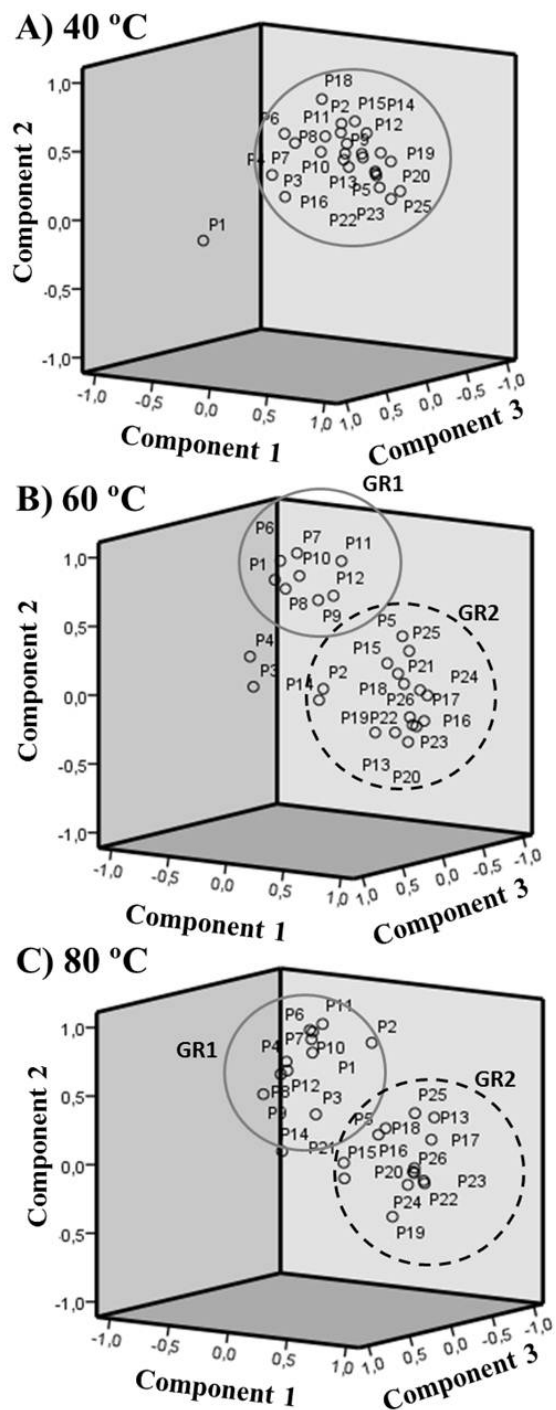 A) 40 ºC
Component 2
1,0
0,5
0,0
-0,5
-1,0
P18
P2 P15 P14
P11
P6
P12
P8 P9
P19
P4 P7
P10
P20
P3
P13
P5
P16
P25
P22 P23
P1
-1,0
0,0
0,5
1,0
1,0
0,5
0,0
-0,5
-1,0
Component 1
Component 3
B) 60 ºC
GR1
Component 2
1,0
0,5
0,0
-0,5
-1,0
P6
P7
P11
P1
P10
P12
P8
P9
GR2
P5
P25
P4
P15
P21
P3
P24
P14
P2
P18
P17
P26
P19 P22
P16
P23
P13
P20
-1,0
-0,5
0,0
0,5
1,0
1,0
0,5
0,0
-0,5
-1,0
Component 1
Component 3
C) 80 ºC
Component 2
1,0
0,5
0,0
-0,5
-1,0
GR1
P6
P11
P2
P7
P10
P4
P1
P12
P8
P3
P9
GR2
P25
P5
P13
P14
P18
P21
P17
P15
P16
P26
P20
P23
P22
P24
P19
-1,0
-0,5
0,0
0,5
1,0
1,0
0,5
0,0
-0,5
-1,0
Component 1
Component 3